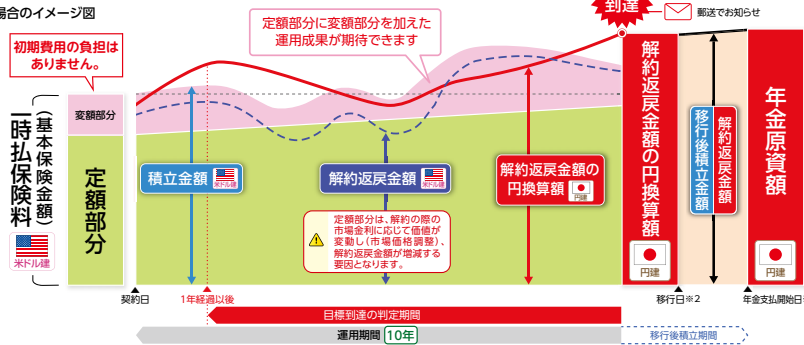 場合のイメージ図
到達
郵送でお知らせ
定額部分に変額部分を加えた
運用成果が期待できます
初期費用の負担は
ありません。
一時払保険料
(基本保険金額)
米ドル建
変額部分
定額部分
積立金額
米ドル建
解約返戻金額
米ドル建
定額部分は、解約の際の
市場金利に応じて価値が
変動し(市場価格調整)、
解約返戻金額が増減する
要因となります。
解約返戻金額の
円換算額
円建
解約返戻金額の円換算額
円建
移行後積立金額
解約返戻金額
年金原資額
円建
契約日
1年経過以後
移行日※2
年金支払開始日
目標到達の判定期間
運用期間 10年
移行後積立期間